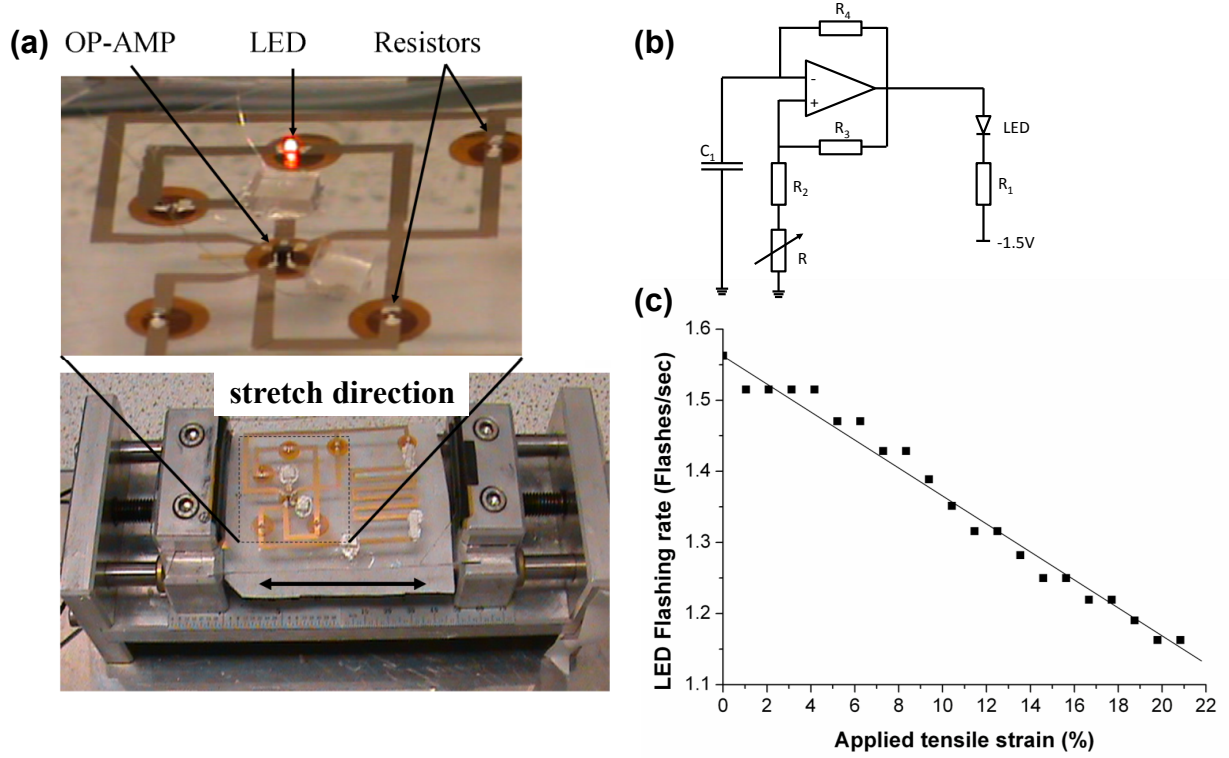 (a)
OP-AMP LED Resistors
stretch direction
(b)
R4
-
+
R3
C1
R2
R
LED
R1
-1.5V
(c)
LED Flashing rate (Flashes/sec)
1.6
1.5
1.4
1.3
1.2
1.1
0 2 4 6 8 10 12 14 16 18 20 22
Applied tensile strain (%)